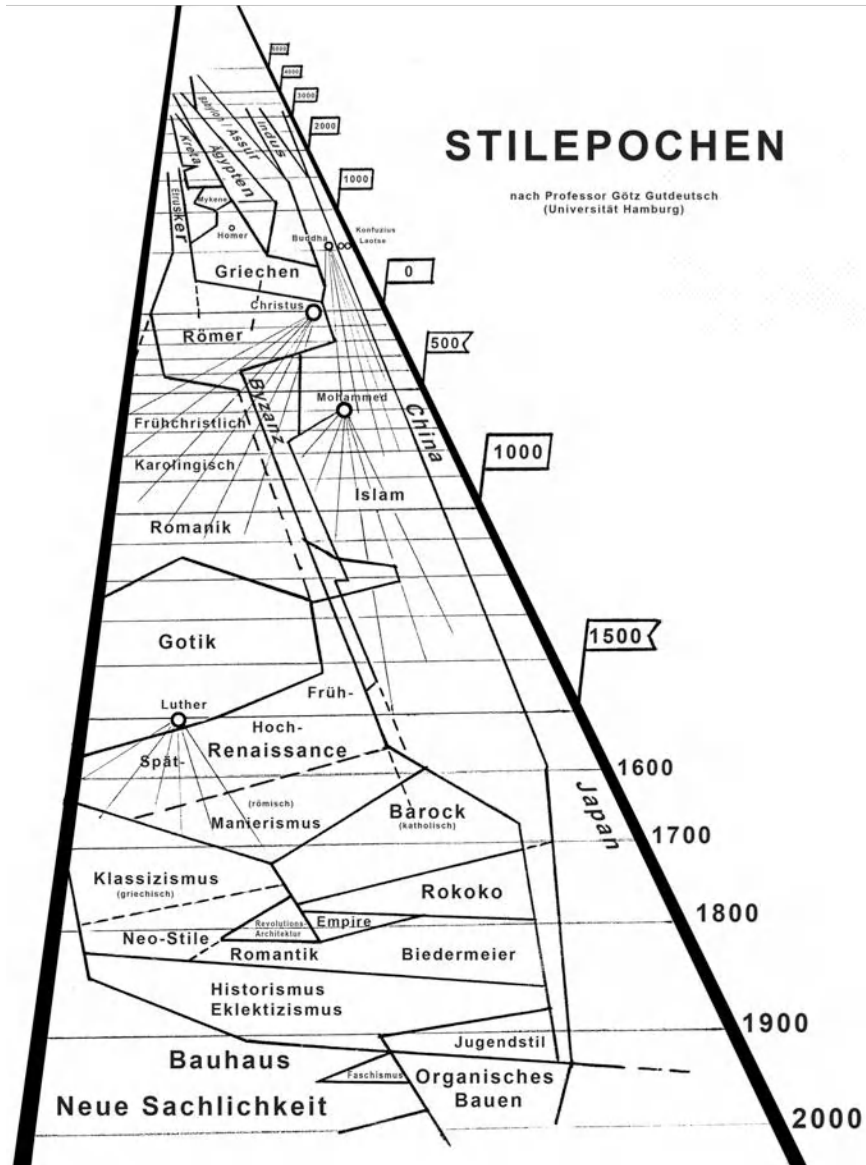 STILEPOCHEN
nach Professor Götz Gutdeutsch
(Universität Hamburg)
5000
4000
3000
2000
1000
0
500
1000
1500
1600
1700
1800
1900
2000
Babylon / Assur
Indus
Kreta
Ägypten
Mykene
Etrusker
Homer
Buddha
Konfuzius
Laotse
Griechen
Christus
Römer
Byzanz
Mohammed
China
Frühchristlich
Karolingisch
Islam
Romanik
Gotik
Früh-
Luther
Hoch-
Renaissance
Spät-
Japan
(römisch)
Manierismus
Barock
(katholisch)
Klassizismus
(griechisch)
Rokoko
Revolutions-
Architektur
Empire
Neo-Stile
Romantik
Biedermeier
Historismus
Eklektizismus
Jugendstil
Bauhaus
Faschismus
Organisches
Bauen
Neue Sachlichkeit